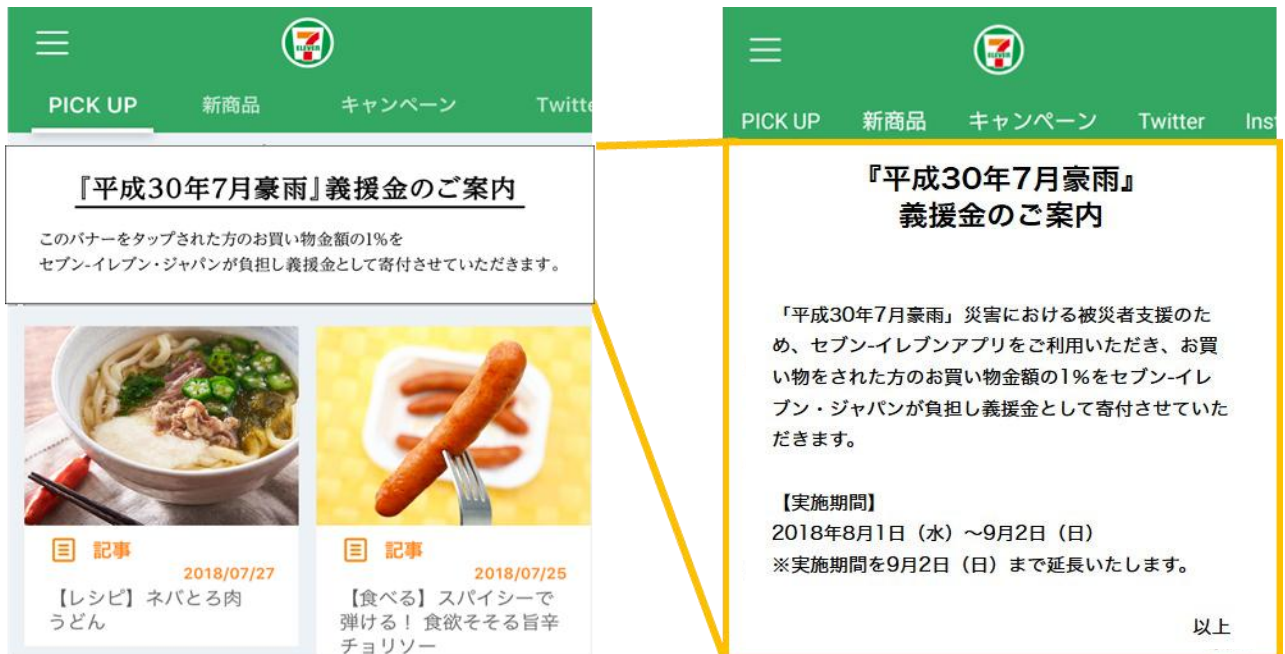 7
ELEVEN
PICK UP 新商品 キャンペーン Twitte
『平成30年7月豪雨』義援金のご案内
このバナーをタップされた方のお買い物金額の1%を
セブン-イレブン・ジャパンが負担し義援金として寄付させていただきます。
記事
2018/07/27
【レシピ】ネバとろ肉
うどん
記事
2018/07/25
【食べる】スパイシーで
弾ける！ 食欲そそる旨辛
チョリソー
7
ELEVEN
PICK UP 新商品 キャンペーン Twitter Ins
『平成30年7月豪雨』
義援金のご案内
「平成30年7月豪雨」災害における被災者支援のた
め、セブン-イレブンアプリをご利用いただき、お買
い物をされた方のお買い物金額の1%をセブン-イレ
ブン・ジャパンが負担し義援金として寄付させていた
だきます。
【実施期間】
2018年8月1日（水）～9月2日（日）
※実施期間を9月2日（日）まで延長いたします。
以上